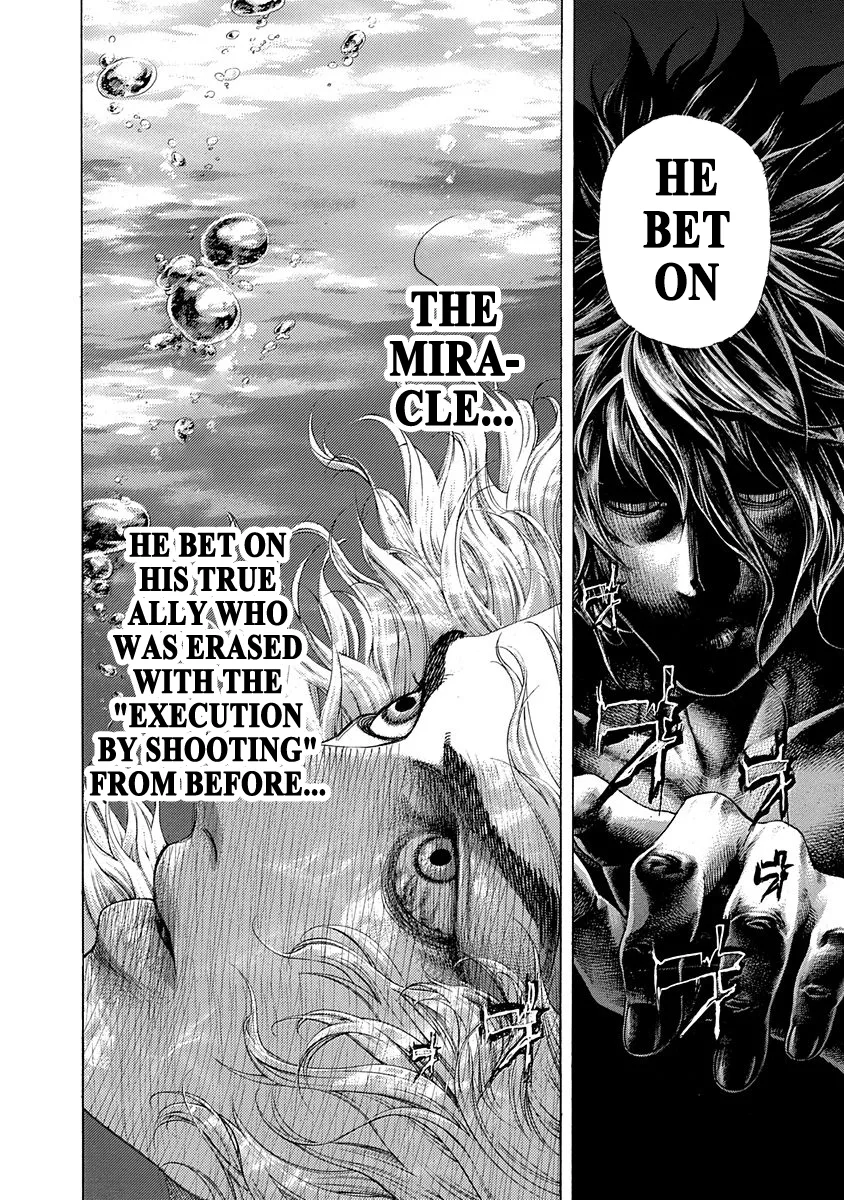 HE
BET
ON
THE
MIRA-
CLE...
HE BET ON
HIS TRUE
ALLY WHO
WAS ERASED
WITH THE
"EXECUTION
BY SHOOTING"
FROM BEFORE...